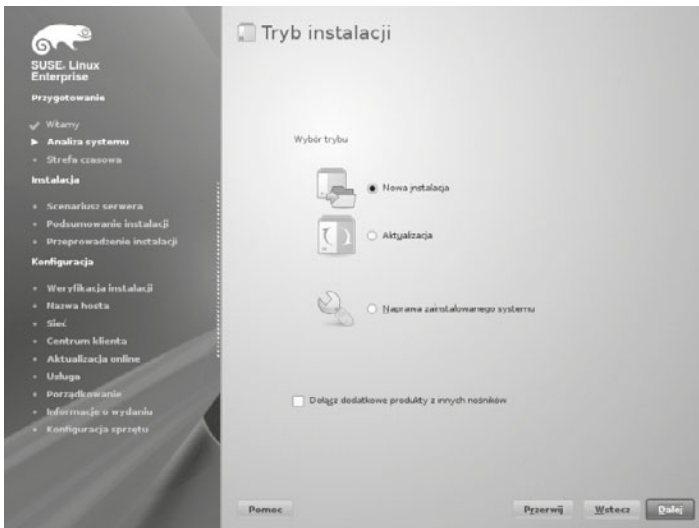 SUSE. Linux
Enterprise
Przygotowanie
Witamy
Analiza systemu
Strefa czasowa
Instalacja
Scenariusz serwera
Podsumowanie instalacji
Przeprowadzenie instalacji
Konfiguracja
Weryfikacja instalacji
Nazwa hosta
Sieć
Centrum klienta
Aktualizacja online
Usługa
Porządkowanie
Informacje o wydaniu
Konfiguracja sprzętu
Tryb instalacji
Wybór trybu
Nowa instalacja
Aktualizacja
Naprawa zainstalowanego systemu
Dołącz dodatkowe produkty z innych nośników
Pomoc
Przerwij
Wstecz
Dalej